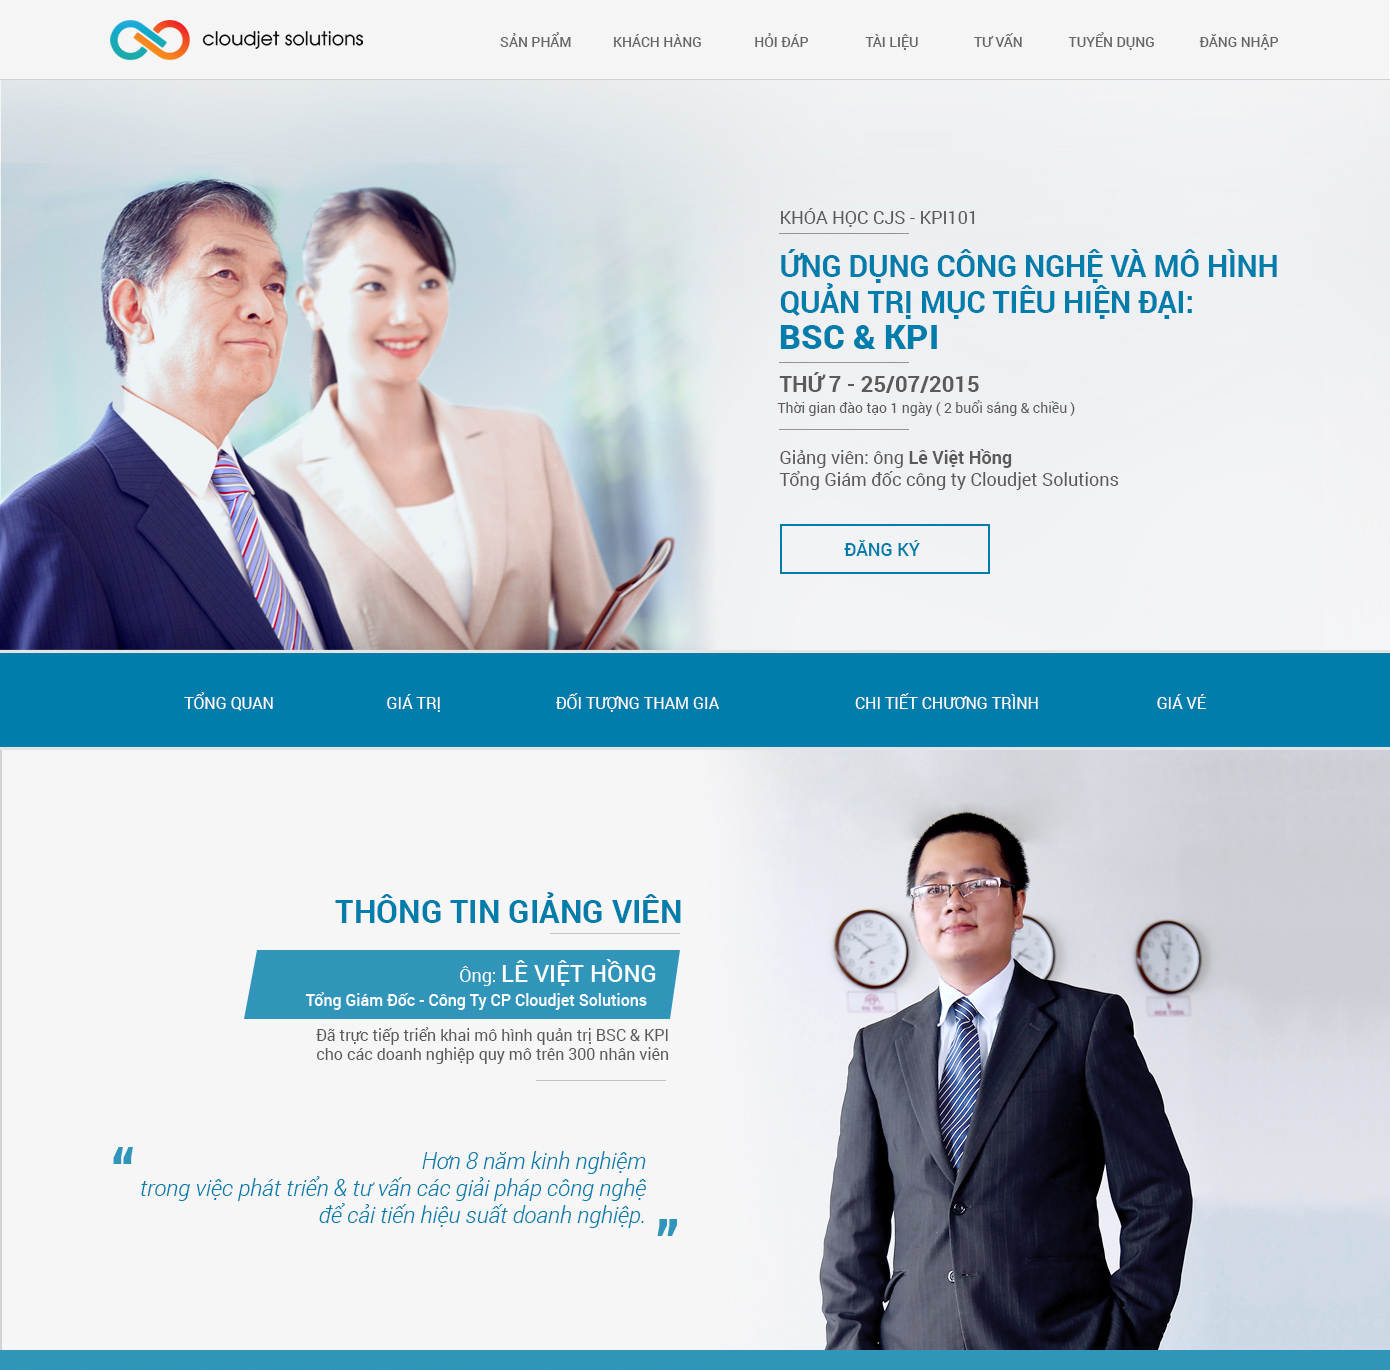 cloudjet solutions
SẢN PHẨM
KHÁCH HÀNG
HỎI ĐÁP
TÀI LIỆU
TƯ VẤN
TUYỂN DỤNG
ĐĂNG NHẬP
KHÓA HỌC CJS - KPI101
ỨNG DỤNG CÔNG NGHỆ VÀ MÔ HÌNH
QUẢN TRỊ MỤC TIÊU HIỆN ĐẠI:
BSC & KPI
THỨ 7 - 25/07/2015
Thời gian đào tạo 1 ngày ( 2 buổi sáng & chiều )
Giảng viên: ông Lê Việt Hồng
Tổng Giám đốc công ty Cloudjet Solutions
ĐĂNG KÝ
TỔNG QUAN
GIÁ TRỊ
ĐỐI TƯỢNG THAM GIA
CHI TIẾT CHƯƠNG TRÌNH
GIÁ VÉ
THÔNG TIN GIẢNG VIÊN
Ông: LÊ VIỆT HỒNG
Tổng Giám Đốc - Công Ty CP Cloudjet Solutions
Đã trực tiếp triển khai mô hình quản trị BSC & KPI
cho các doanh nghiệp quy mô trên 300 nhân viên
“ Hơn 8 năm kinh nghiệm
trong việc phát triển & tư vấn các giải pháp công nghệ
để cải tiến hiệu suất doanh nghiệp. ”